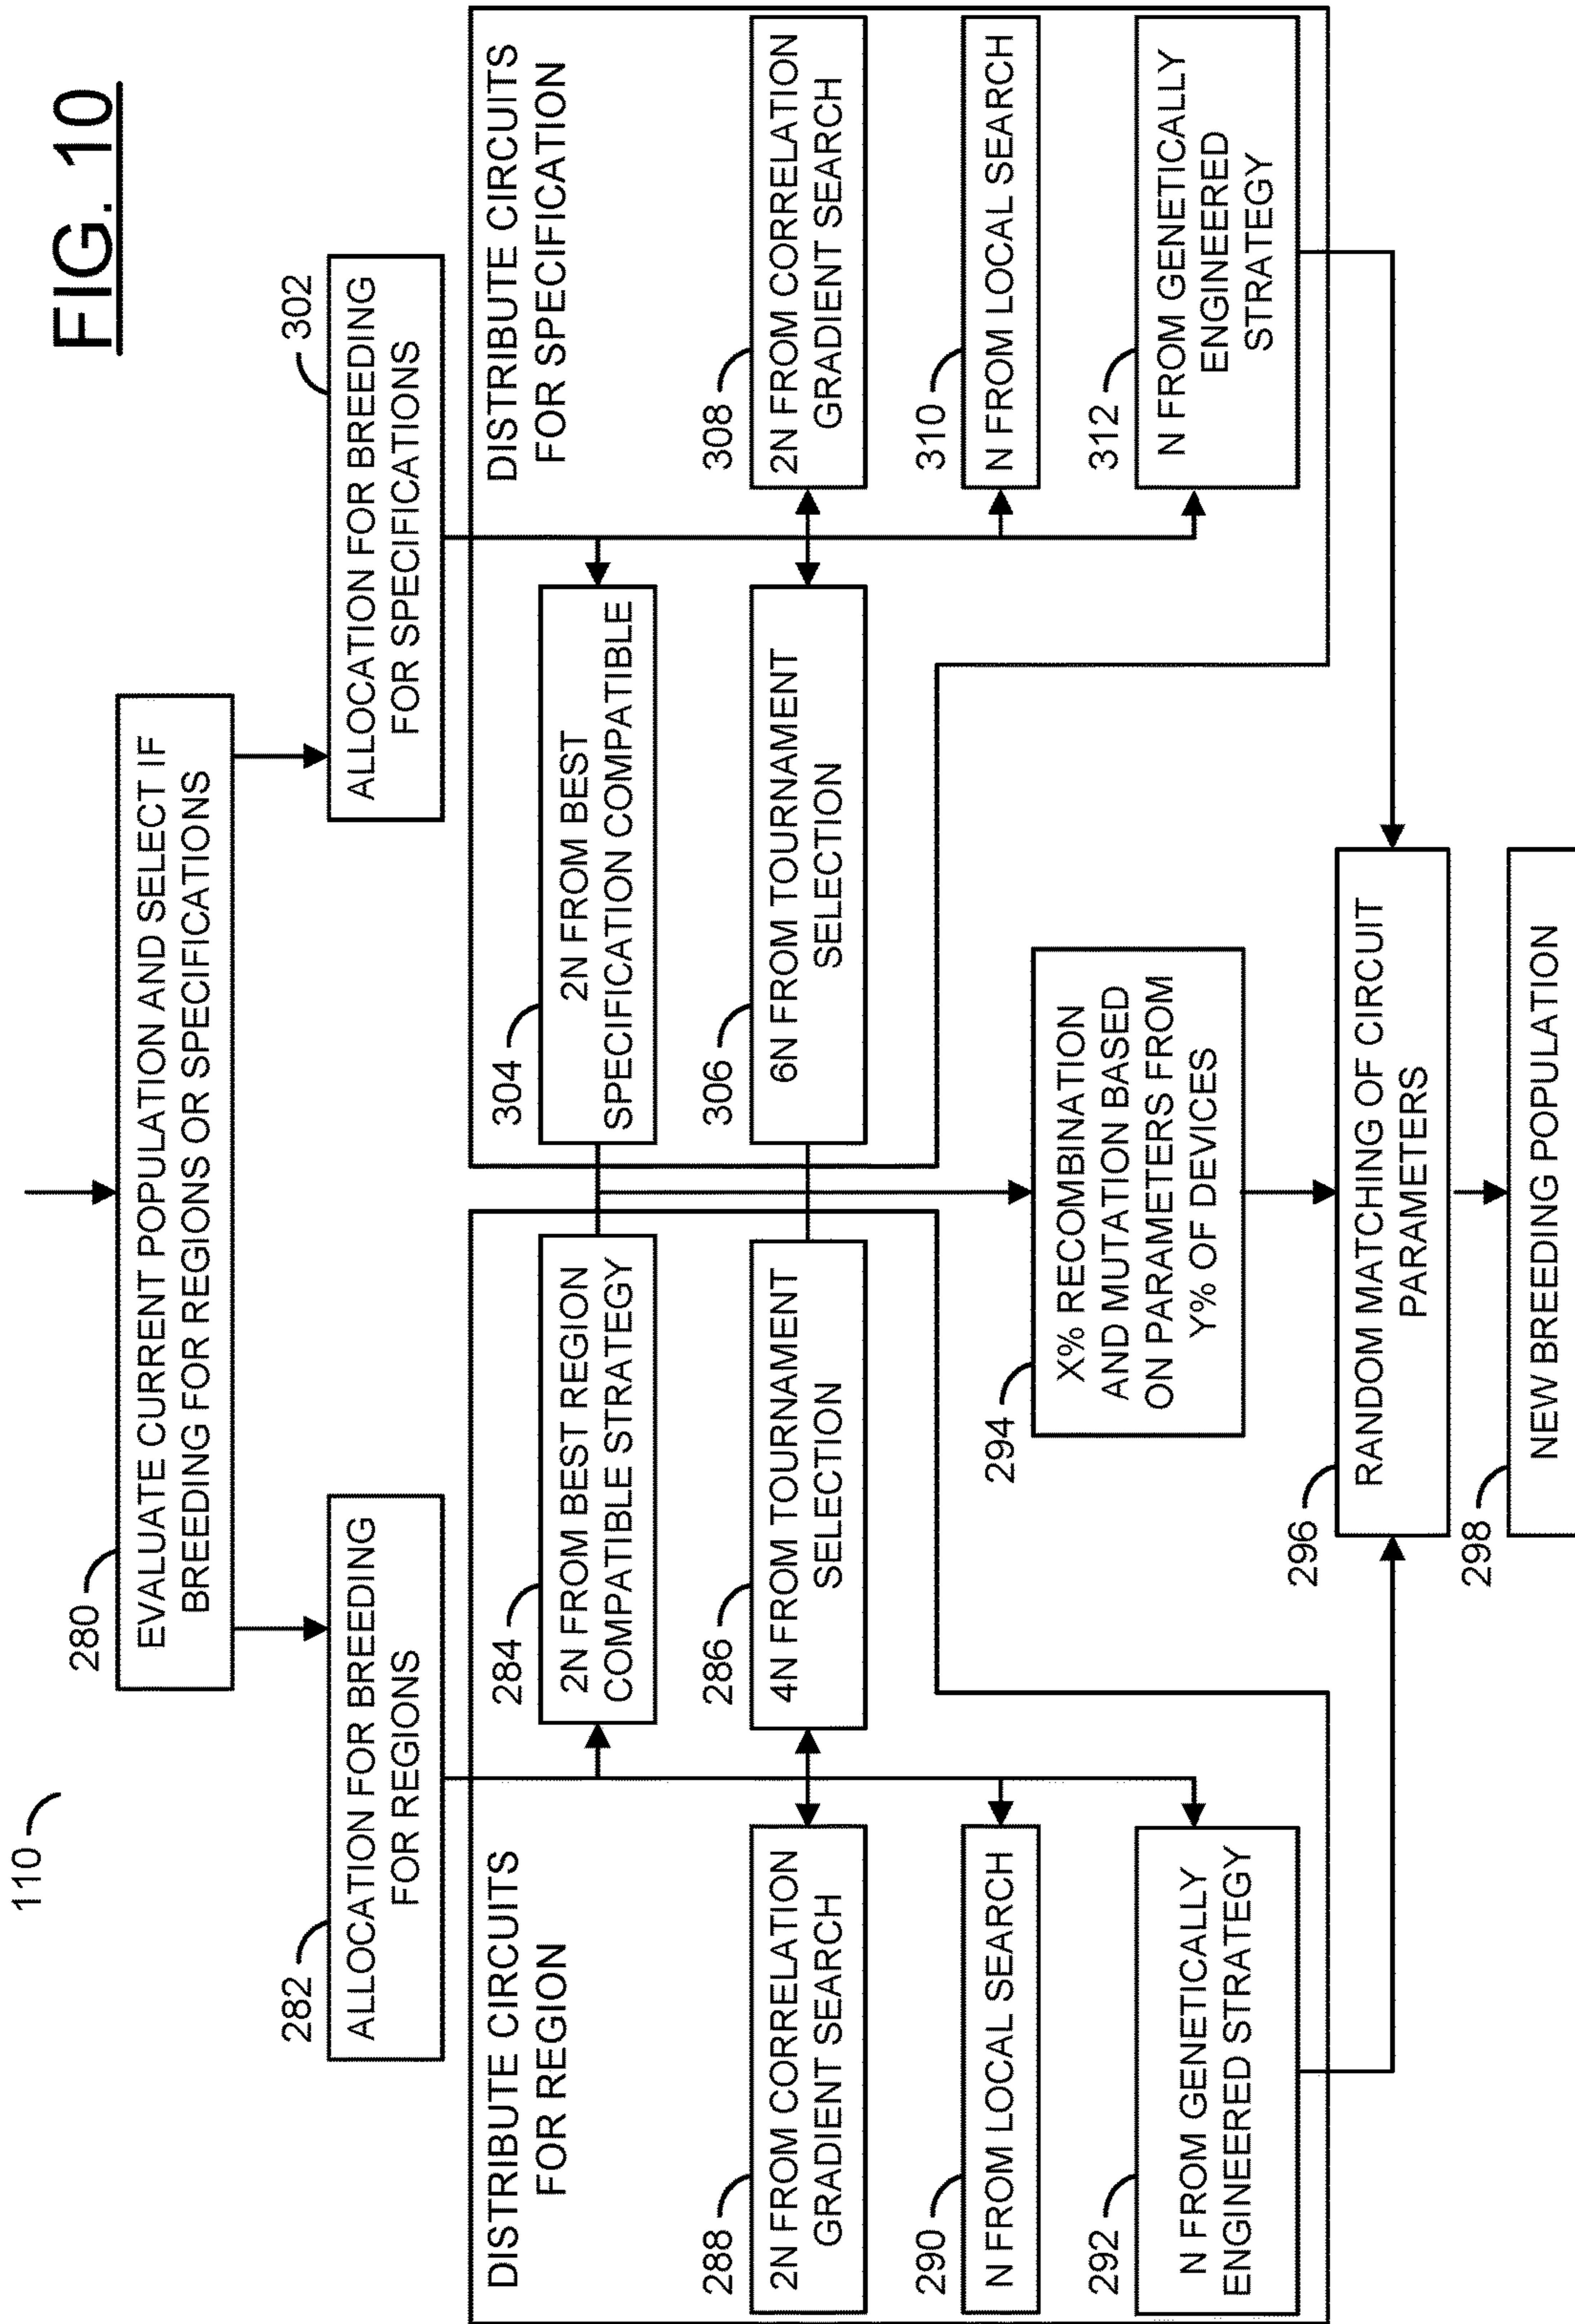 FIG. 10
110
280
EVALUATE CURRENT POPULATION AND SELECT IF
BREEDING FOR REGIONS OR SPECIFICATIONS
282
ALLOCATION FOR BREEDING
FOR REGIONS
302
ALLOCATION FOR BREEDING
FOR SPECIFICATIONS
DISTRIBUTE CIRCUITS
FOR REGION
284
2N FROM BEST REGION
COMPATIBLE STRATEGY
286
4N FROM TOURNAMENT
SELECTION
288
2N FROM CORRELATION
GRADIENT SEARCH
290
N FROM LOCAL SEARCH
292
N FROM GENETICALLY
ENGINEERED STRATEGY
DISTRIBUTE CIRCUITS
FOR SPECIFICATION
304
2N FROM BEST
SPECIFICATION COMPATIBLE
306
6N FROM TOURNAMENT
SELECTION
308
2N FROM CORRELATION
GRADIENT SEARCH
310
N FROM LOCAL SEARCH
312
N FROM GENETICALLY
ENGINEERED
STRATEGY
294
X% RECOMBINATION
AND MUTATION BASED
ON PARAMETERS FROM
Y% OF DEVICES
296
RANDOM MATCHING OF CIRCUIT
PARAMETERS
298
NEW BREEDING POPULATION